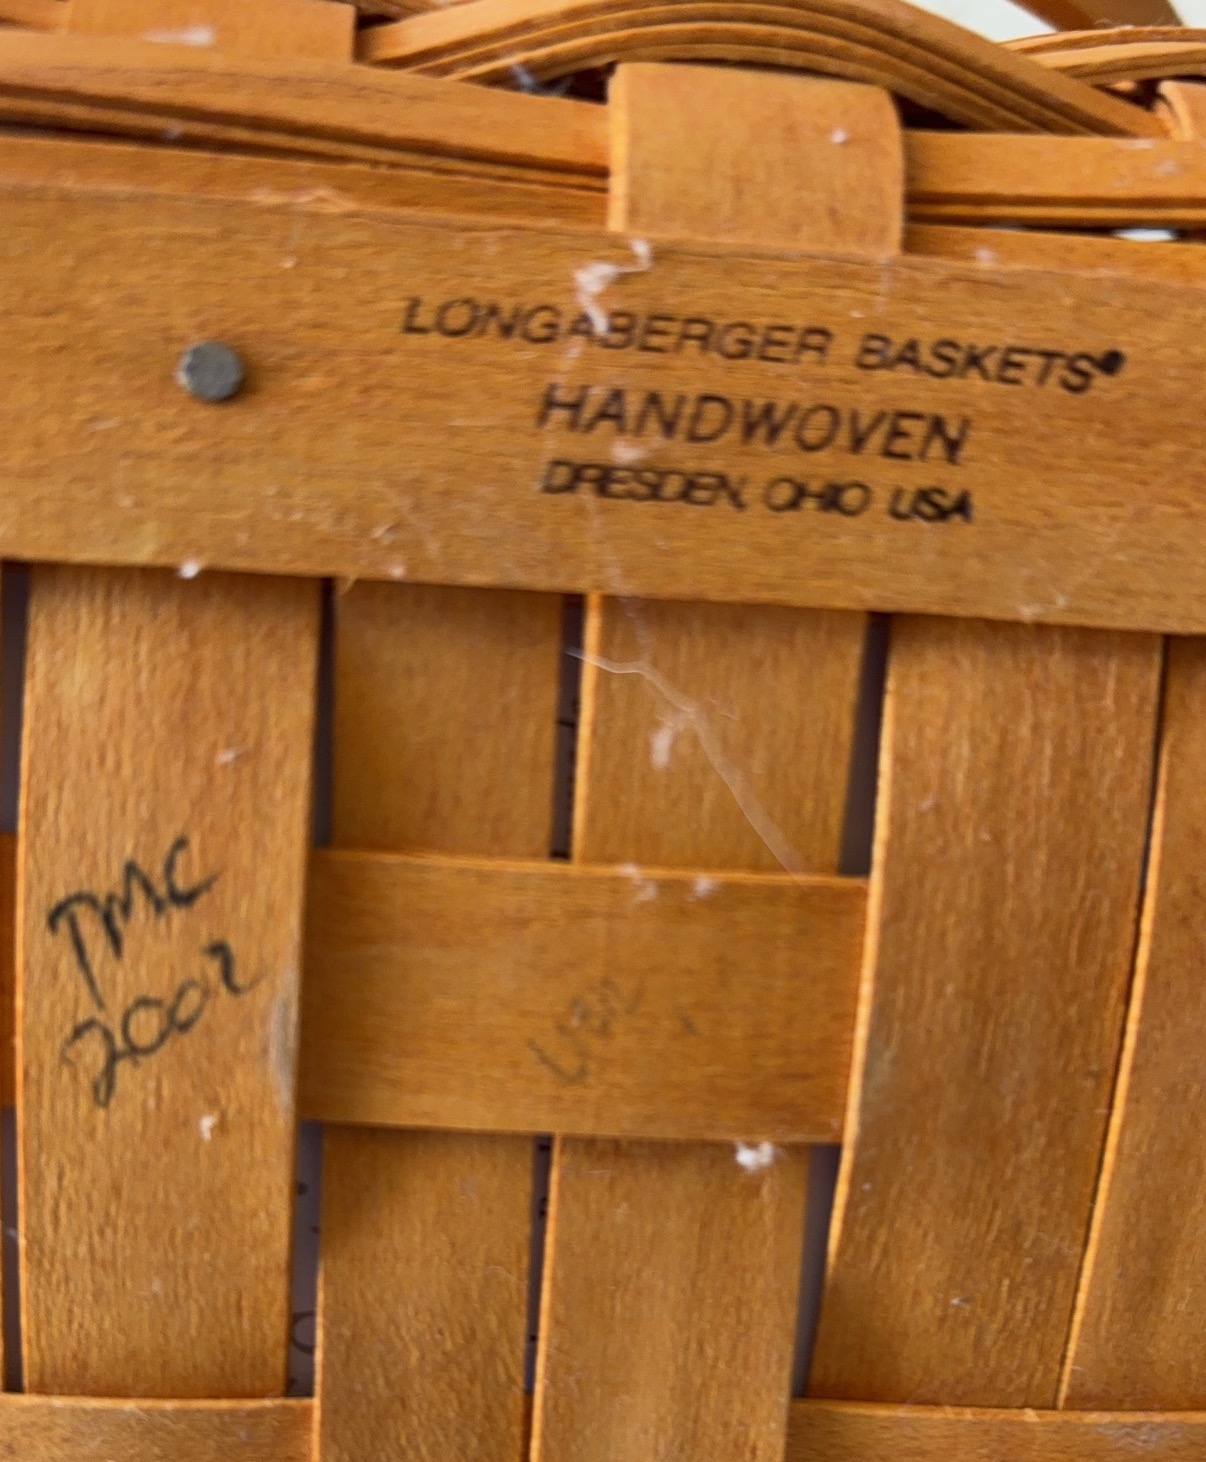 LONGABERGER BASKETS®
HANDWOVEN
DRESDEN, OHIO USA
TMC
2002